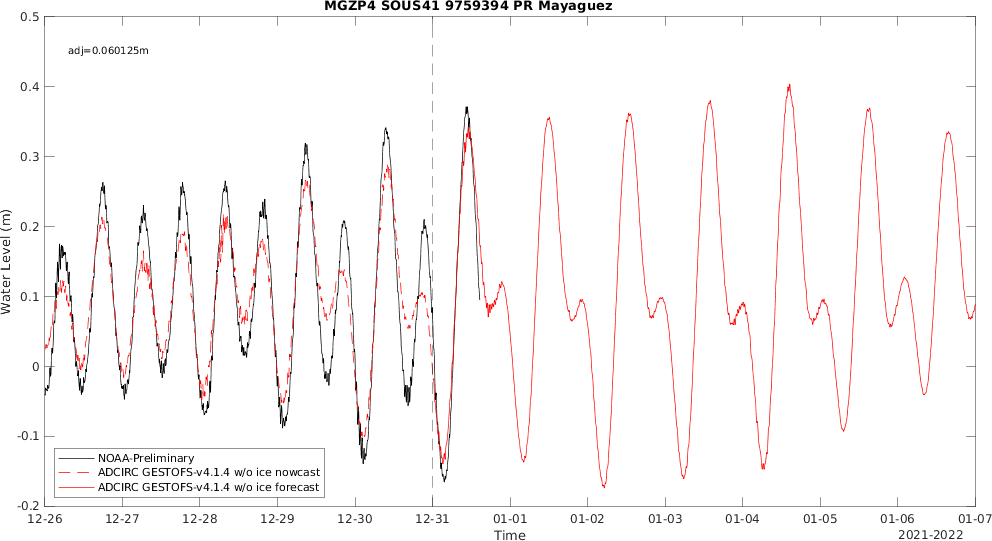 MGZP4 SOUS41 9759394 PR Mayaguez
adj=0.060125m
Water Level (m)
0.5
0.4
0.3
0.2
0.1
0
-0.1
-0.2
NOAA-Preliminary
ADCIRC GESTOFS-v4.1.4 w/o ice nowcast
ADCIRC GESTOFS-v4.1.4 w/o ice forecast
12-26 12-27 12-28 12-29 12-30 12-31 01-01 01-02 01-03 01-04 01-05 01-06 01-07
Time
2021-2022